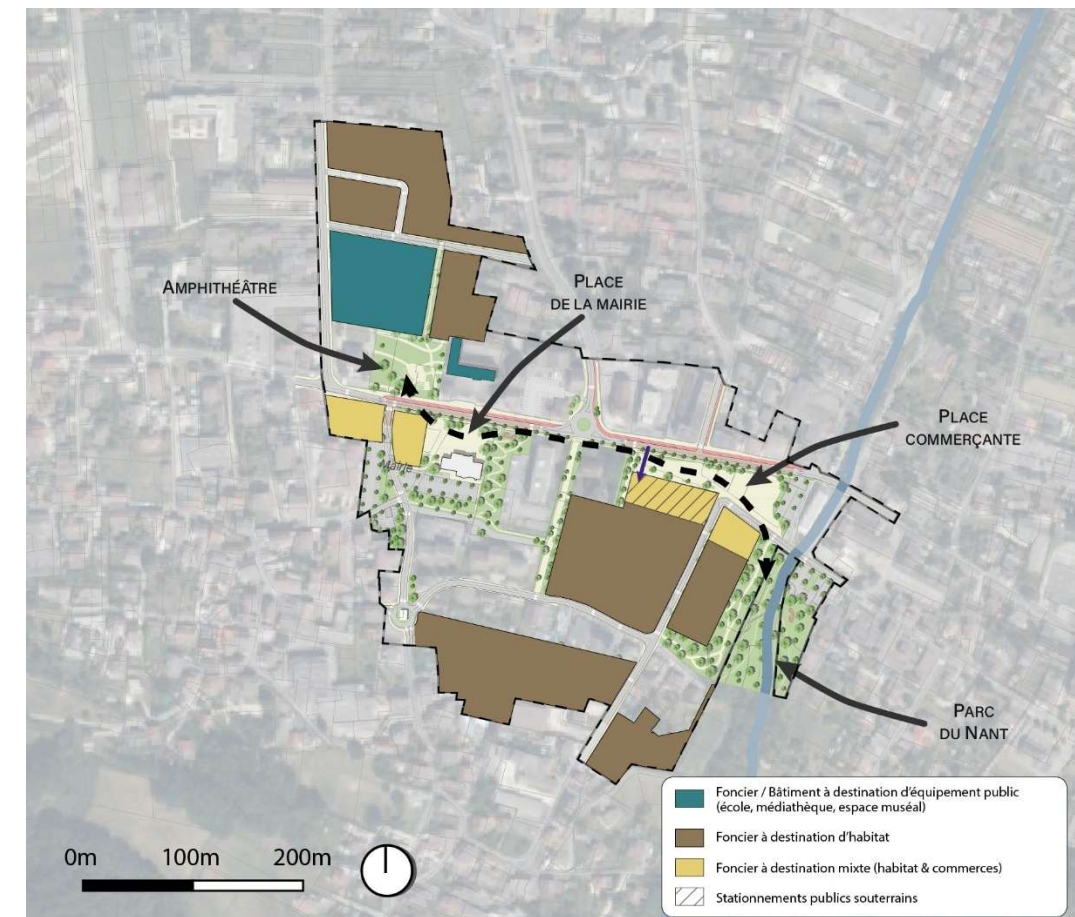 AMPHITHÉÂTRE
PLACE
DE LA MAIRIE
PLACE
COMMERÇANTE
Mairie
PARC
DU NANT
Foncier / Bâtiment à destination d'équipement public
(école, médiathèque, espace muséal)
Foncier à destination d'habitat
Foncier à destination mixte (habitat & commerces)
Stationnements publics souterrains
0m 100m 200m